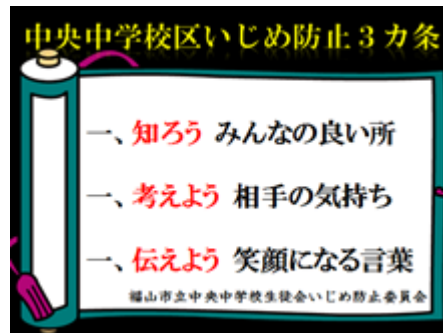 中央中学校区いじめ防止３カ条
一、知ろう みんなの良い所
一、考えよう 相手の気持ち
一、伝えよう 笑顔になる言葉
福山市立中央中学校生徒会いじめ防止委員会